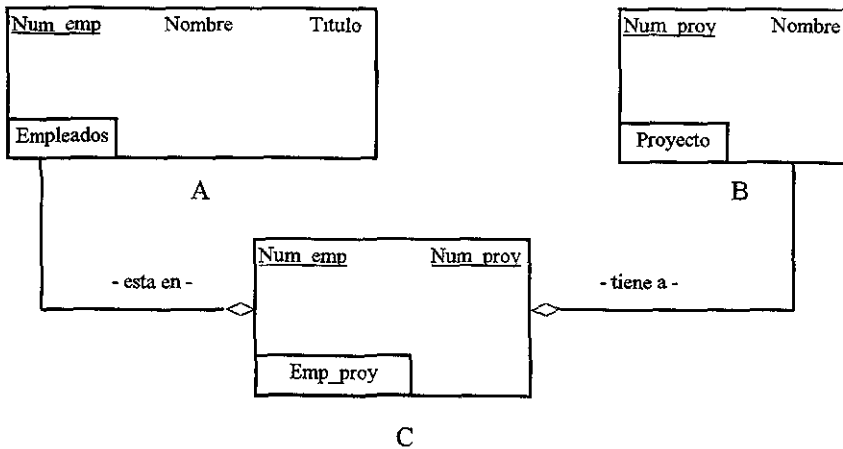 Num_emp Nombre Titulo
Empleados
A
Num_proy Nombre
Proyecto
B
- esta en -
- tiene a -
Num_emp Num_proy
Emp_proy
C